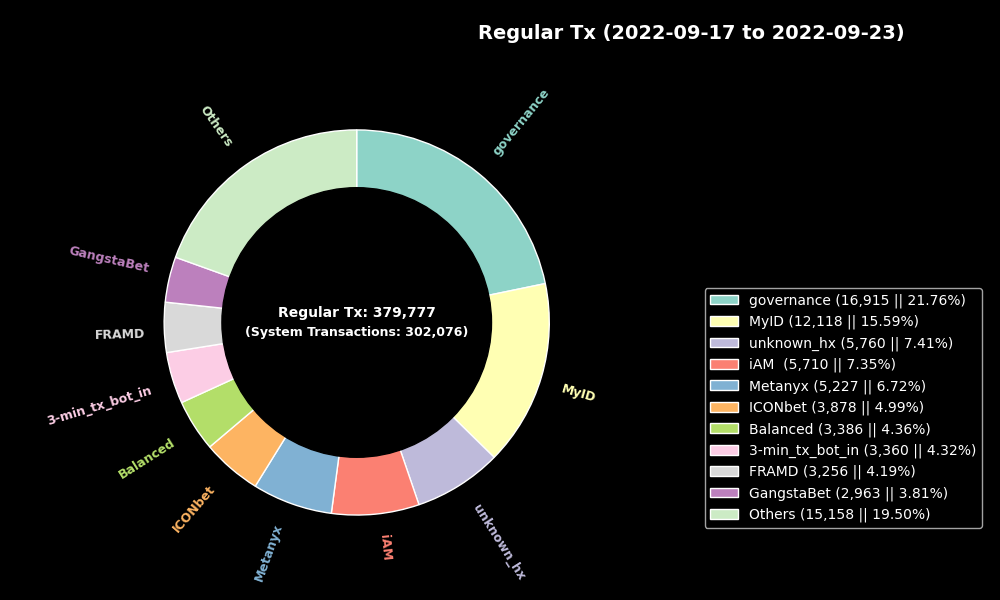 Regular Tx (2022-09-17 to 2022-09-23)
governance
Others
GangstaBet
FRAMD
3-min_tx_bot_in
Balanced
ICONbet
Metanyx
iAM
unknown_hx
MyID
Regular Tx: 379,777
(System Transactions: 302,076)
governance (16,915 || 21.76%)
MyID (12,118 || 15.59%)
unknown_hx (5,760 || 7.41%)
iAM  (5,710 || 7.35%)
Metanyx (5,227 || 6.72%)
ICONbet (3,878 || 4.99%)
Balanced (3,386 || 4.36%)
3-min_tx_bot_in (3,360 || 4.32%)
FRAMD (3,256 || 4.19%)
GangstaBet (2,963 || 3.81%)
Others (15,158 || 19.50%)